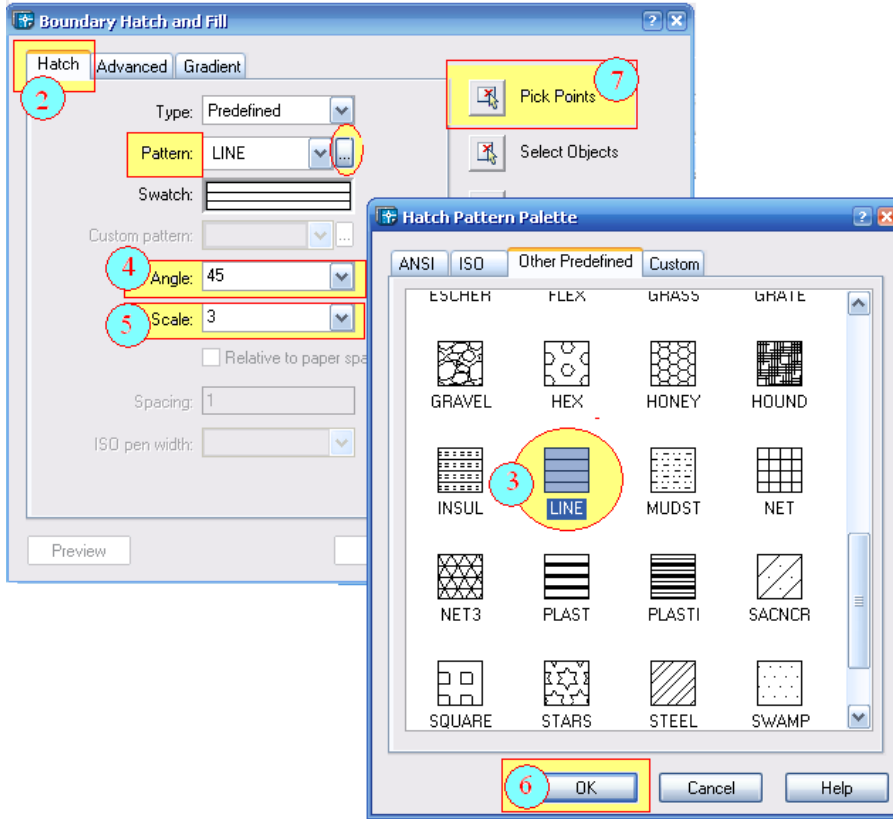 Boundary Hatch and Fill
Hatch Advanced Gradient
2
7
Pick Points
Type: Predefined
Pattern: LINE ...
Select Objects
Swatch:
Custom pattern: ...
4
Angle: 45
5
Scale: 3
Relative to paper spa
Spacing: 1
ISO pen width:
Preview
Hatch Pattern Palette
ANSI ISO Other Predefined Custom
ESCHER FLEX GRASS GRATE
GRAVEL HEX HONEY HOUND
3
INSUL LINE MUDST NET
NET3 PLAST PLASTI SACNCR
SQUARE STARS STEEL SWAMP
6
OK Cancel Help